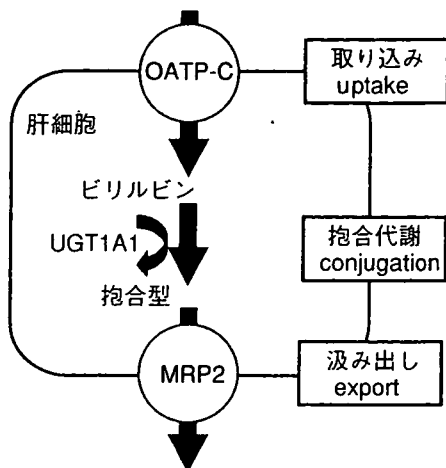 OATP-C
取り込み
uptake
肝細胞
ビリルビン
UGT1A1
抱合型
抱合代謝
conjugation
MRP2
汲み出し
export